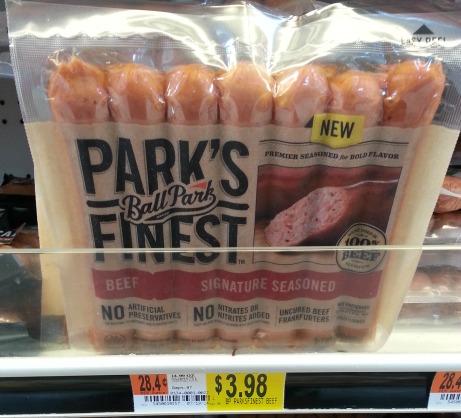 EASY PEEL
NEW
PARK'S
Ball Park
FINEST
PREMIER SEASONED for BOLD FLAVOR
100%
BEEF
BEEF
SIGNATURE SEASONED
NO ARTIFICIAL PRESERVATIVES
NO NITRATES OR NITRITES ADDED
UNCURED BEEF FRANKFURTERS
28.4¢
$3.98
BP PARKSFINEST BEEF
28.4